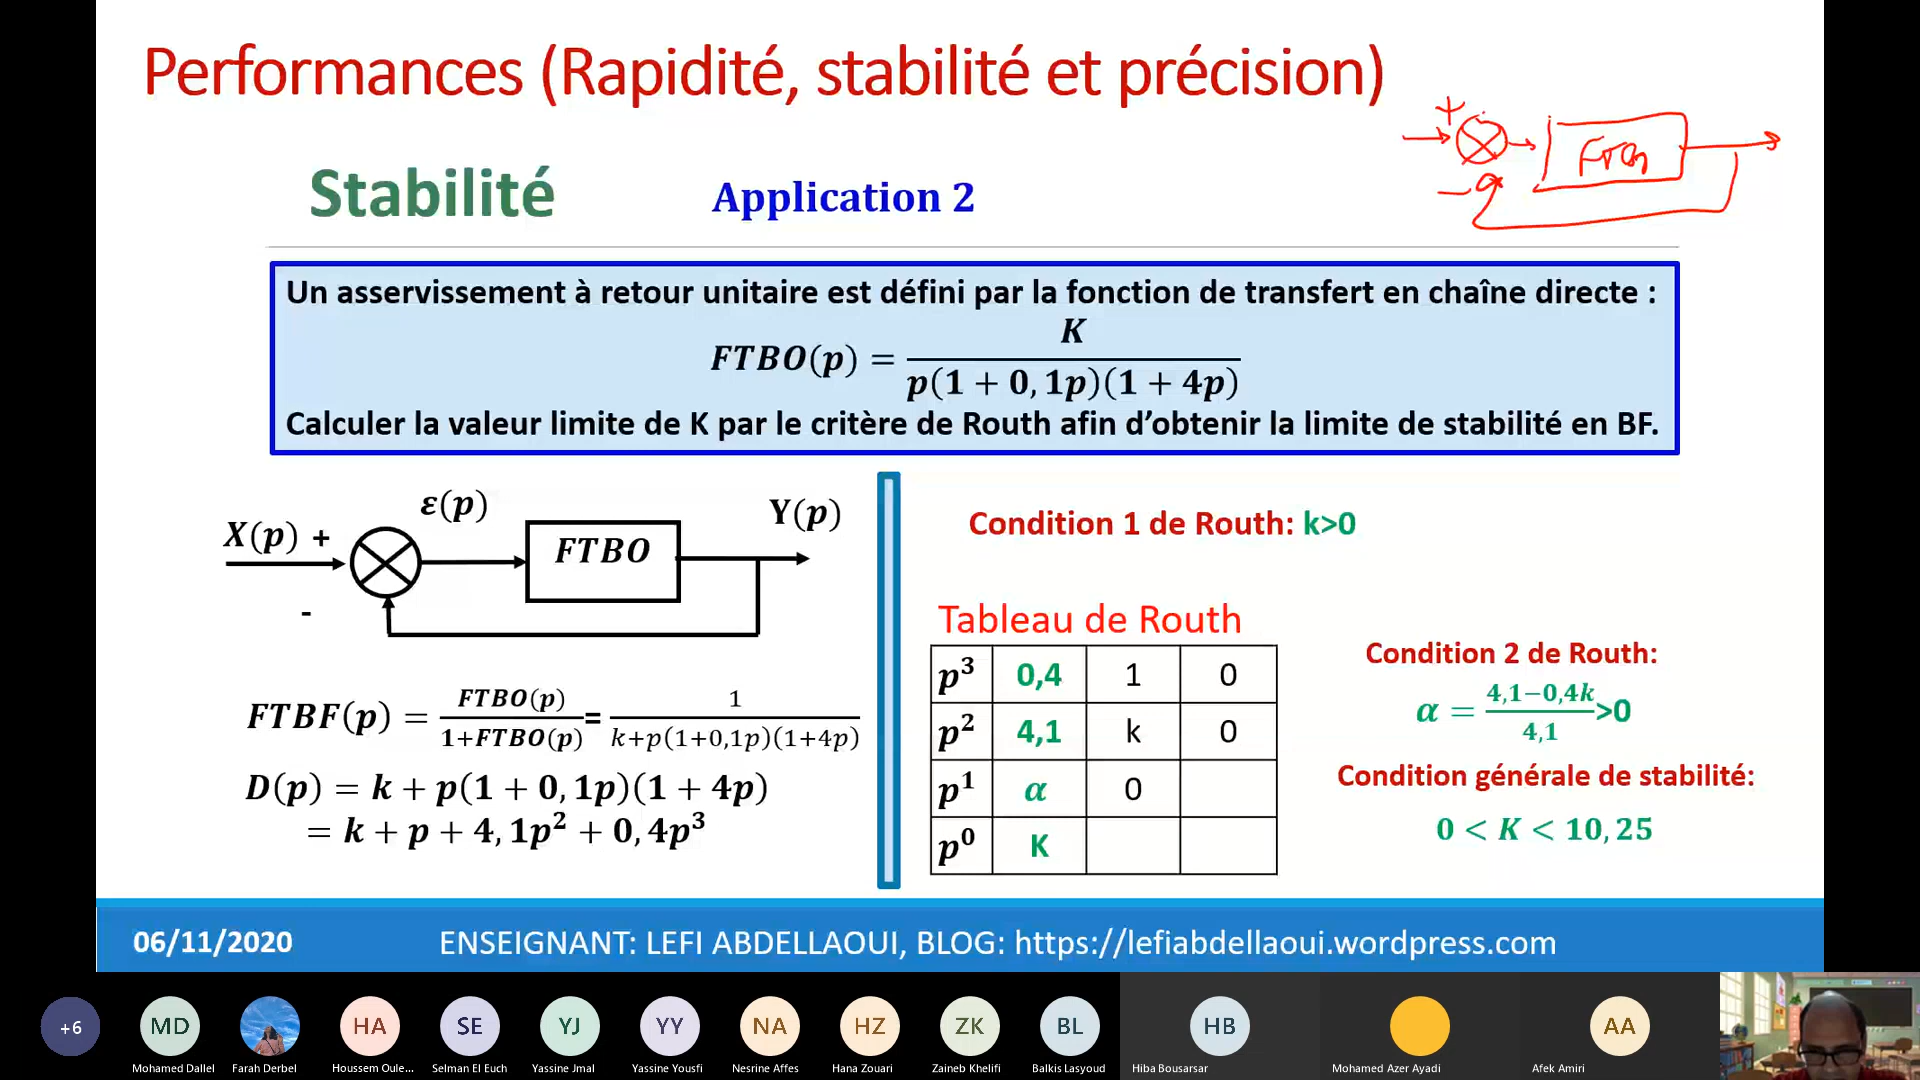 Performances (Rapidité, stabilité et précision)
+
-
Stabilité
Application 2
Un asservissement à retour unitaire est défini par la fonction de transfert en chaîne directe :
FTBO(p) = K / p(1 + 0, 1p)(1 + 4p)
Calculer la valeur limite de K par le critère de Routh afin d’obtenir la limite de stabilité en BF.
X(p) +
ε(p)
FTBO
Y(p)
-
FTBF(p) = FTBO(p) / 1+FTBO(p) = 1 / k+p(1+0,1p)(1+4p)
D(p) = k + p(1 + 0, 1p)(1 + 4p)
= k + p + 4, 1p² + 0, 4p³
Condition 1 de Routh: k>0
Tableau de Routh
p³ 0,4 1 0
p² 4,1 k 0
p¹ α 0
p⁰ K
Condition 2 de Routh:
α = 4,1−0,4k / 4,1 >0
Condition générale de stabilité:
0 < K < 10, 25
06/11/2020
ENSEIGNANT: LEFI ABDELLAOUI, BLOG: https://lefiabdellaoui.wordpress.com
+6
MD
HA
SE
YJ
YY
NA
HZ
ZK
BL
HB
AA
Mohamed Dallel
Farah Derbel
Houssem Oule...
Selman El Euch
Yassine Jmal
Yassine Yousfi
Nesrine Affes
Hana Zouari
Zaineb Khelifi
Balkis Lasyoud
Hiba Bousarsar
Mohamed Azer Ayadi
Afek Amiri